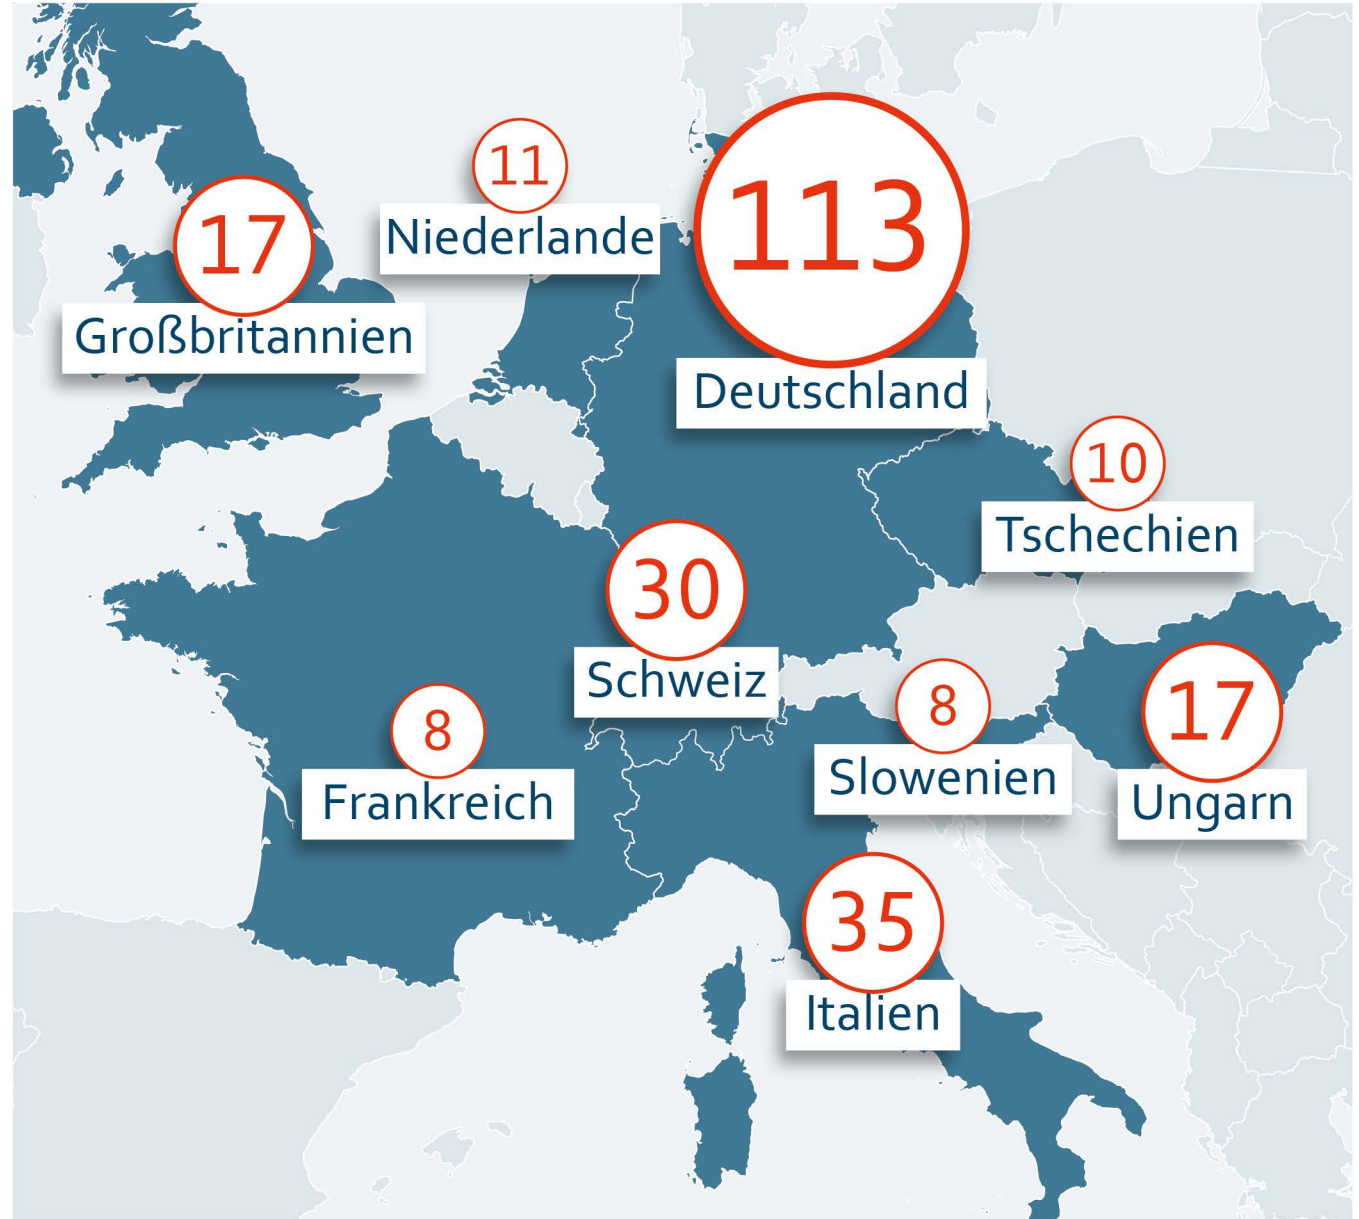 11
Niederlande
113
Deutschland
17
Großbritannien
10
Tschechien
30
Schweiz
8
Frankreich
8
Slowenien
17
Ungarn
35
Italien